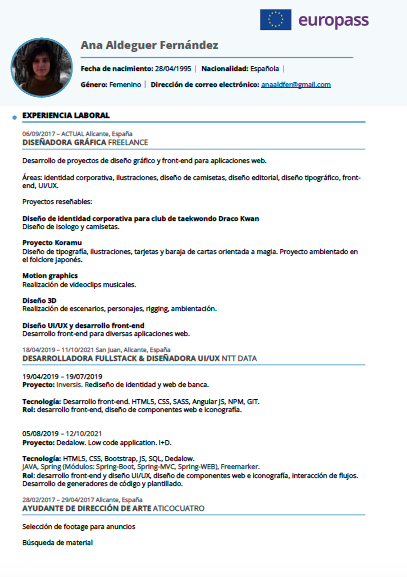 europass
Ana Aldeguer Fernández
Fecha de nacimiento: 28/04/1995 | Nacionalidad: Española |
Género: Femenino | Dirección de correo electrónico: anaaldfer@gmail.com
EXPERIENCIA LABORAL
06/09/2017 – ACTUAL Alicante, España
DISEÑADORA GRÁFICA FREELANCE
Desarrollo de proyectos de diseño gráfico y front-end para aplicaciones web.
Áreas: identidad corporativa, ilustraciones, diseño de camisetas, diseño editorial, diseño tipográfico, front-
end, UI/UX.
Proyectos reseñables:
Diseño de identidad corporativa para club de taekwondo Draco Kwan
Diseño de isologo y camisetas.
Proyecto Koramu
Diseño de tipografía, ilustraciones, tarjetas y baraja de cartas orientada a magia. Proyecto ambientado en
el folclore japonés.
Motion graphics
Realización de videoclips musicales.
Diseño 3D
Realización de escenarios, personajes, rigging, ambientación.
Diseño UI/UX y desarrollo front-end
Desarrollo front-end para diversas aplicaciones web.
18/04/2019 – 11/10/2021 San Juan, Alicante, España
DESARROLLADORA FULLSTACK & DISEÑADORA UI/UX NTT DATA
19/04/2019 – 19/07/2019
Proyecto: Inversis. Rediseño de identidad y web de banca.
Tecnología: Desarrollo front-end. HTML5, CSS, SASS, Angular JS, NPM, GIT.
Rol: desarrollo front-end, diseño de componentes web e iconografía.
05/08/2019 – 12/10/2021
Proyecto: Dedalow. Low code application. I+D.
Tecnología: HTML5, CSS, Bootstrap, JS, SQL, Dedalow.
JAVA, Spring (Módulos: Spring-Boot, Spring-MVC, Spring-WEB), Freemarker.
Rol: desarrollo front-end y diseño UI/UX, diseño de componentes web e iconografía, interacción de flujos.
Desarrollo de generadores de código y plantillado.
28/02/2017 – 29/04/2017 Alicante, España
AYUDANTE DE DIRECCIÓN DE ARTE ATICOCUATRO
Selección de footage para anuncios
Búsqueda de material